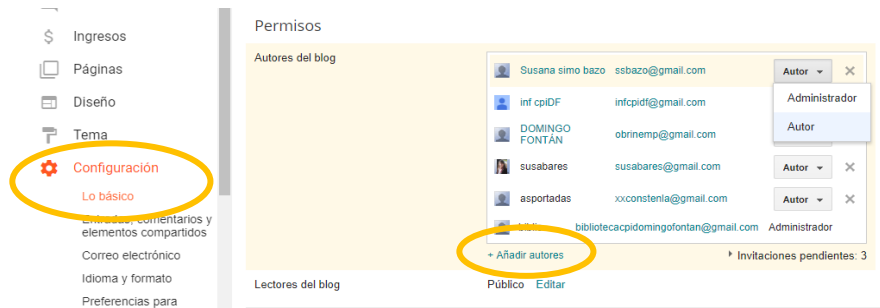 Ingresos
Páginas
Diseño
Tema
Configuración
Lo básico
Entradas, comentarios y
elementos compartidos
Correo electrónico
Idioma y formato
Preferencias para
Permisos
Autores del blog
Susana simo bazo ssbazo@gmail.com Autor
Administrador
Autor
inf cpiDF infcpidf@gmail.com
DOMINGO
FONTÁN obrinemp@gmail.com
susabares susabares@gmail.com Autor
asportadas xxconstenla@gmail.com Autor
bibliotecacpidomingofontan@gmail.com Administrador
+ Añadir autores
Invitaciones pendientes: 3
Lectores del blog
Público Editar